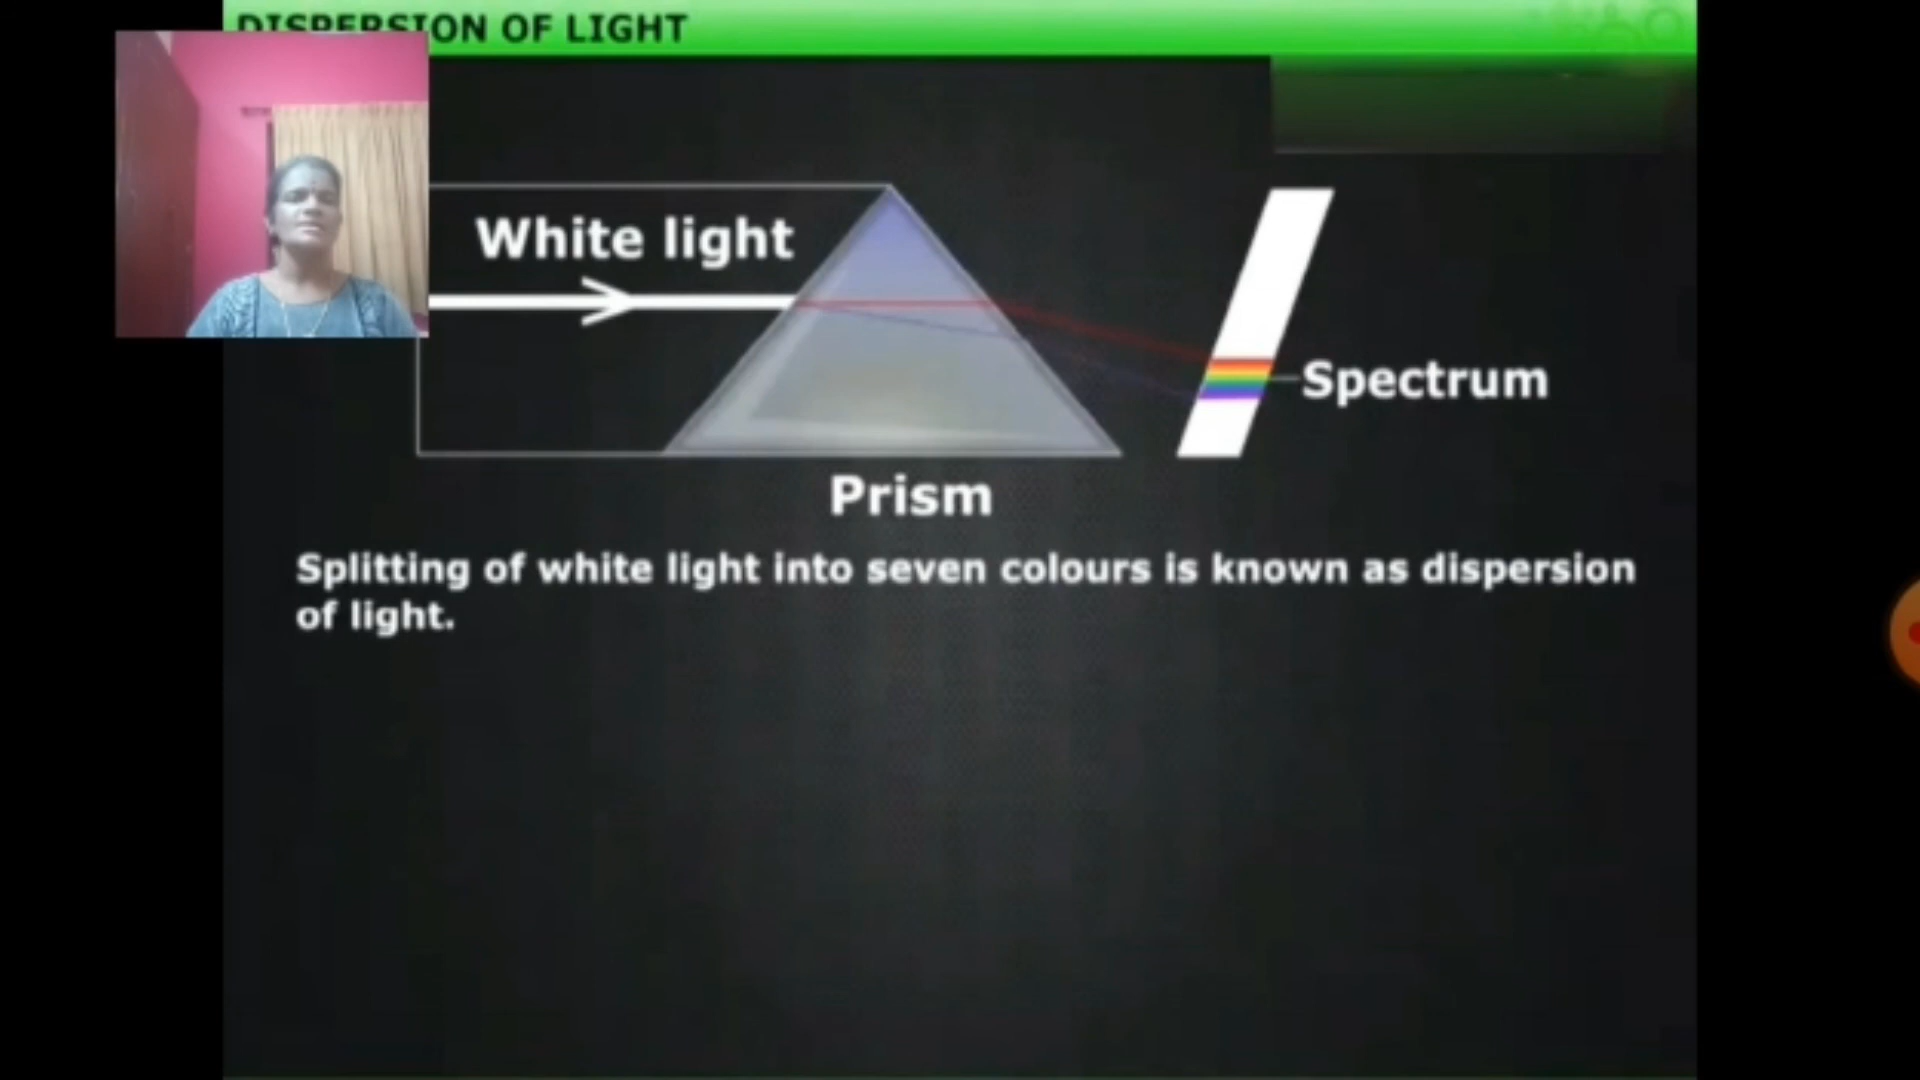 DISPERSION OF LIGHT
White light
Spectrum
Prism
Splitting of white light into seven colours is known as dispersion
of light.